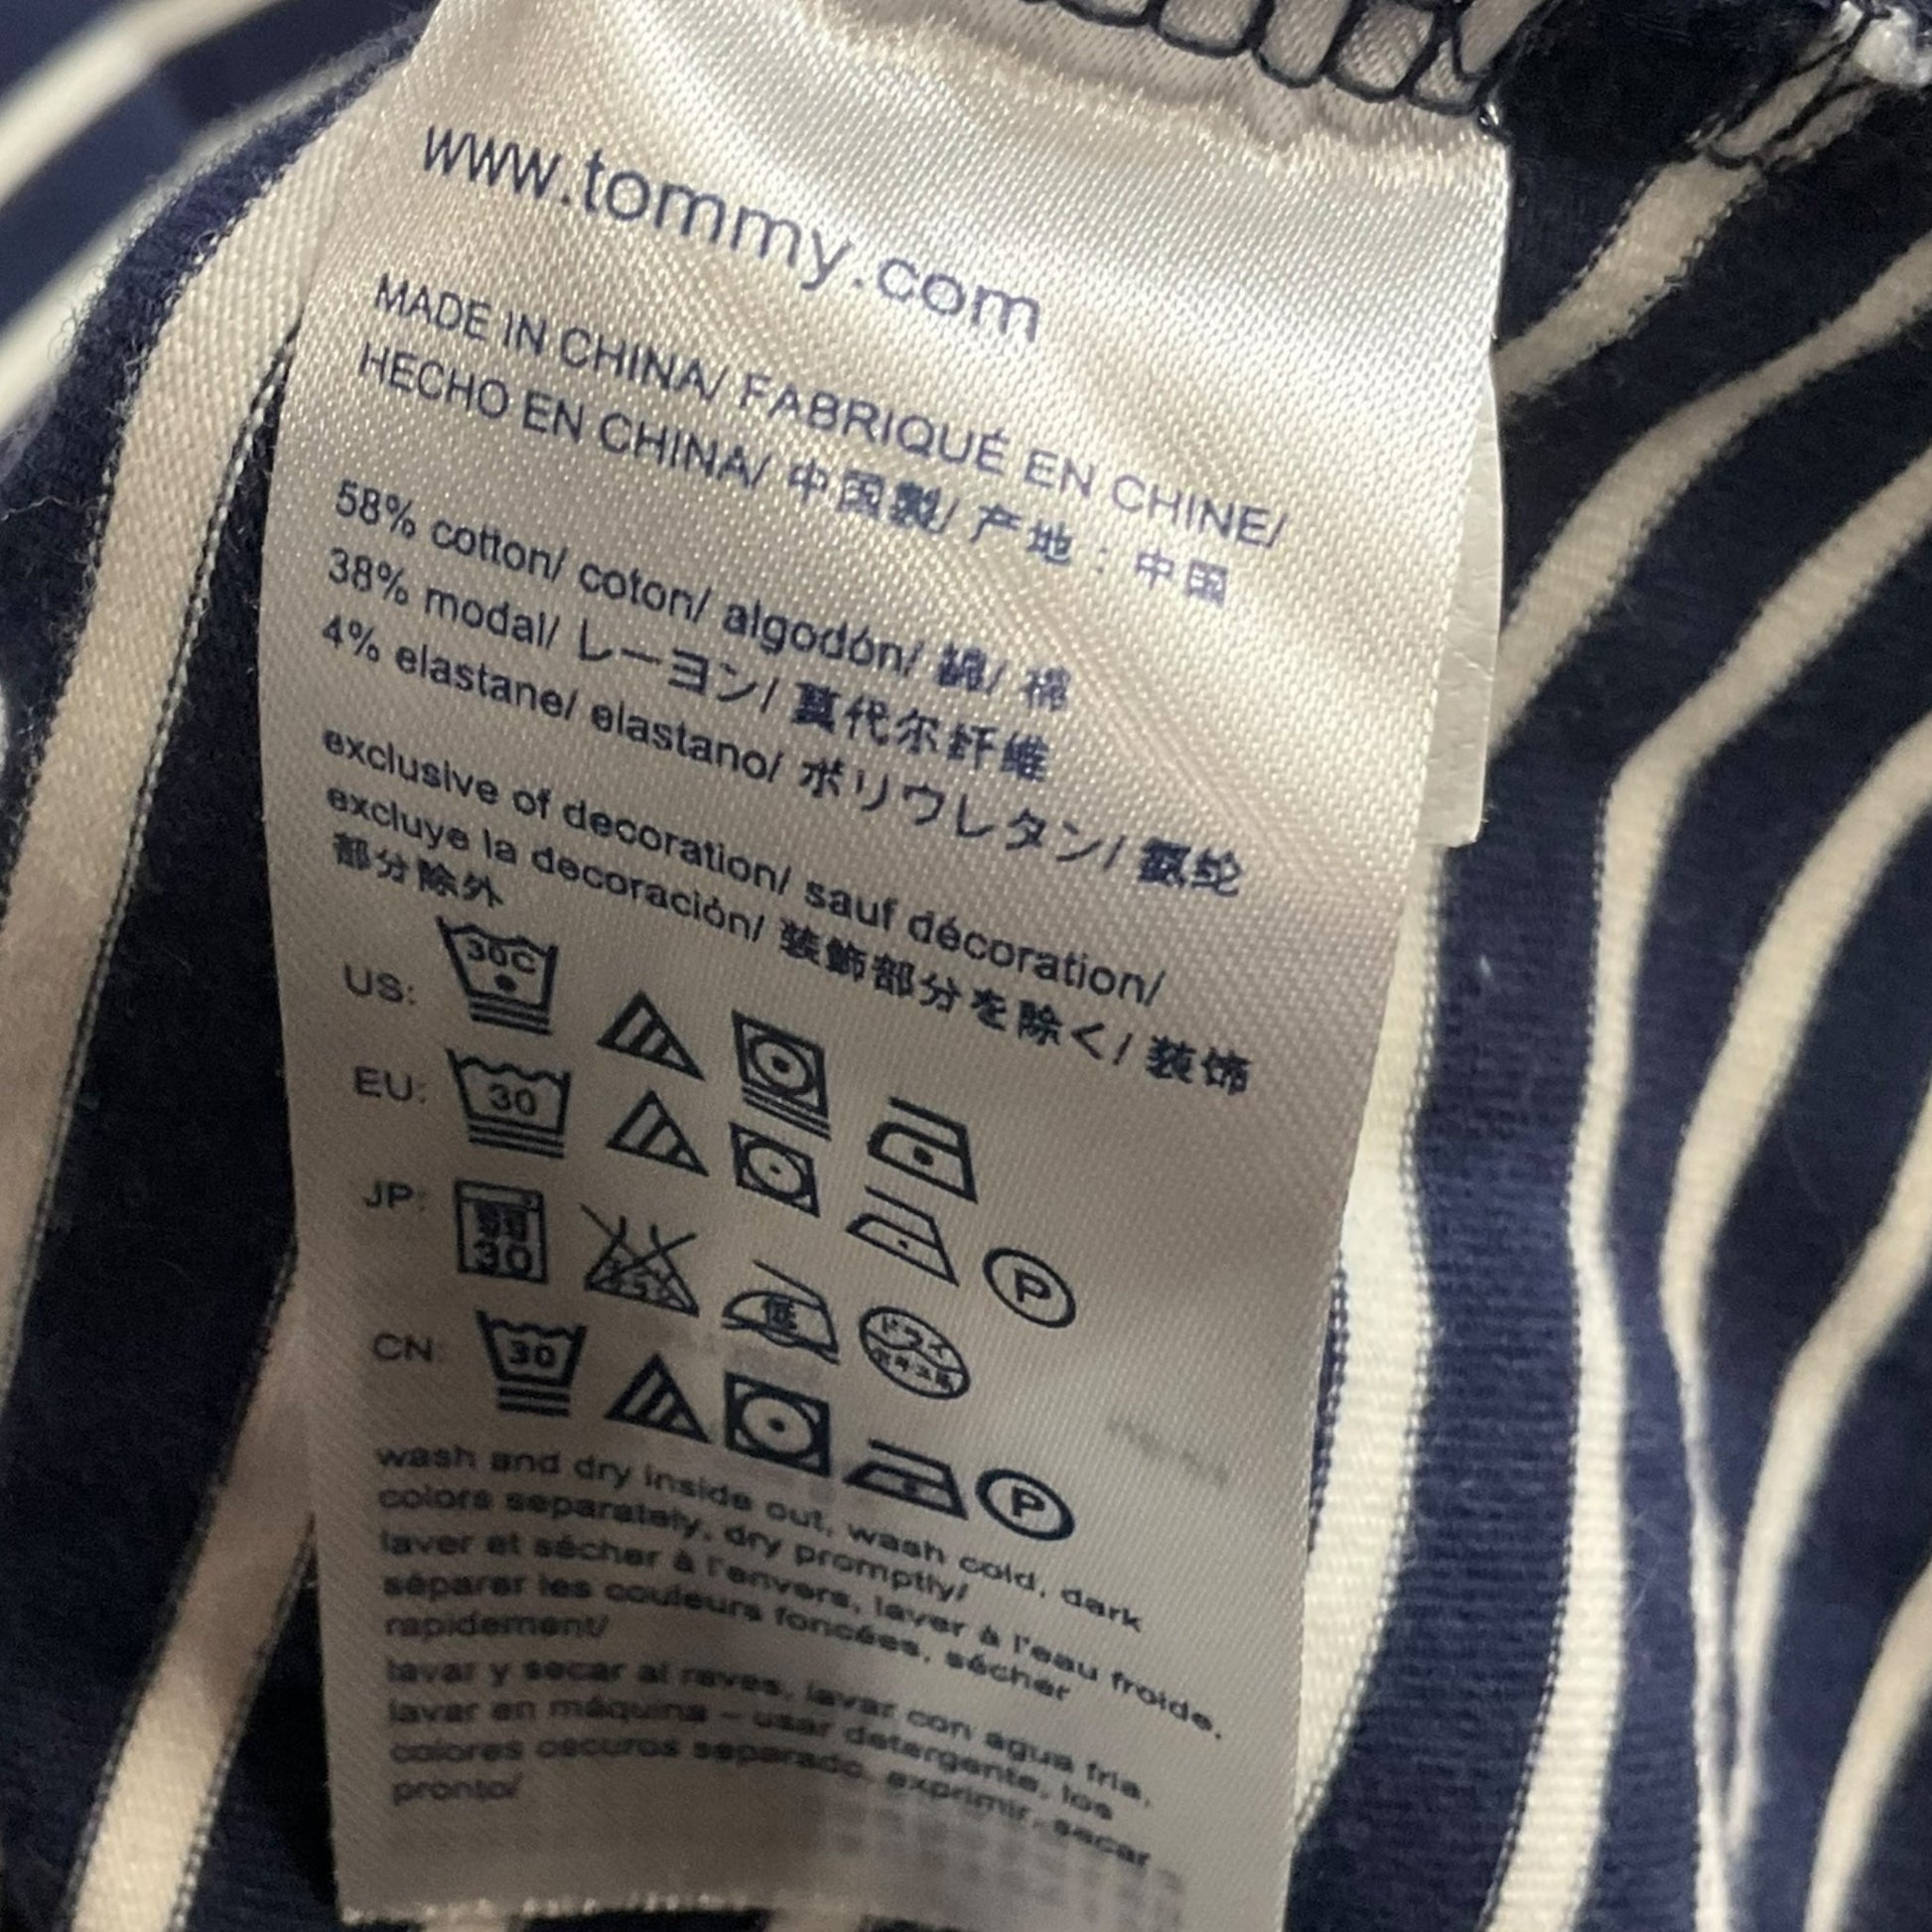 www.tommy.com
MADE IN CHINA/ FABRIQUÉ EN CHINE/
HECHO EN CHINA/ 中国製/ 产地：中国
58% cotton/ coton/ algodón/ 綿/ 棉
38% modal/ レーヨン/ 莫代尔纤维
4% elastane/ elastano/ ポリウレタン/ 氨纶
exclusive of decoration/ sauf décoration/
excluye la decoración/ 装飾部分を除く/ 装饰
部分除外
US: 30C
EU: 30 P
JP: 30 低 ドライ
CN: 30 P
wash and dry inside out, wash cold, dark
colors separately, dry promptly/
laver et sécher à l'envers, laver à l'eau froide,
séparer les couleurs foncées, sécher
rapidement/
lavar y secar al reves, lavar con agua fria,
lavar en máquina - usar detergente, los
colores oscuros separado, exprimir, secar
pronto/